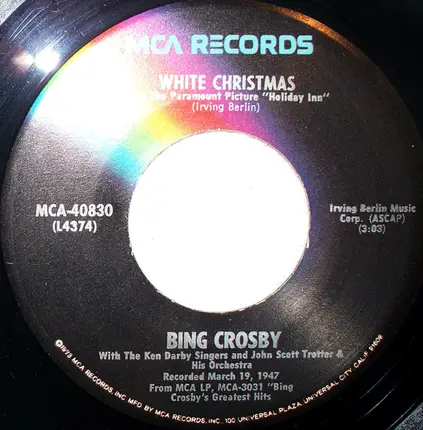 MCA RECORDS
WHITE CHRISTMAS
The Paramount Picture "Holiday Inn"
(Irving Berlin)
MCA-40830
(L4374)
Irving Berlin Music
Corp. (ASCAP)
(3:03)
BING CROSBY
With The Ken Darby Singers and John Scott Trotter &
His Orchestra
Recorded March 19, 1947
From MCA LP, MCA-3031 "Bing
Crosby's Greatest Hits
©1973 MCA RECORDS, INC. MFD BY MCA RECORDS, INC., 100 UNIVERSAL PLAZA, UNIVERSAL CITY, CALIF 91608